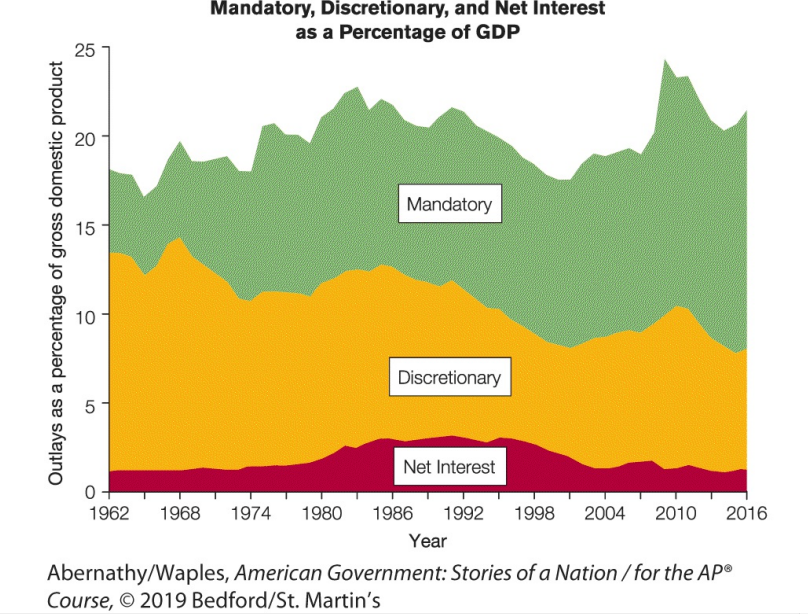 Mandatory, Discretionary, and Net Interest
as a Percentage of GDP
Outlays as a percentage of gross domestic product
25
20
15
10
5
0
Mandatory
Discretionary
Net Interest
1962 1968 1974 1980 1986 1992 1998 2004 2010 2016
Year
Abernathy/Waples, American Government: Stories of a Nation / for the AP®
Course, © 2019 Bedford/St. Martin's